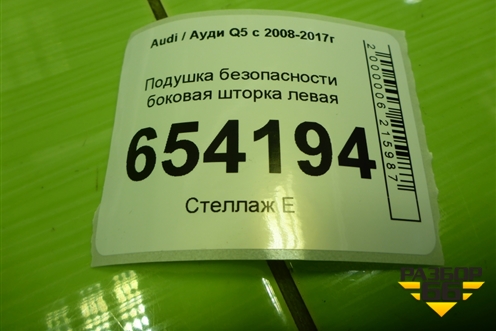 Audi / Ауди Q5 с 2008-2017г
Подушка безопасности
боковая шторка левая
654194
Стеллаж Е
2000006215987
РАЗБОР